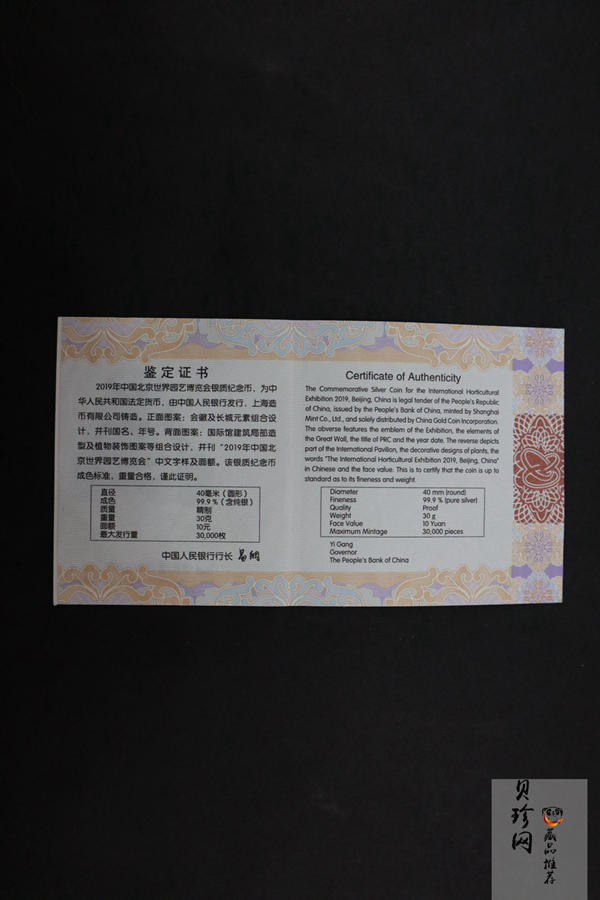 鉴定证书
2019年中国北京世界园艺博览会银质纪念币，为中
华人民共和国法定货币，由中国人民银行发行，上海造
币有限公司铸造。正面图案：会徽及长城元素组合设
计，并刊国名、年号。背面图案：国际馆建筑局部造
型及植物装饰图案等组合设计，并刊“2019年中国北
京世界园艺博览会”中文字样及面额。该银质纪念币
成色标准，重量合格，谨此证明。
直径 40毫米（圆形）
成色 99.9％（含纯银）
质量 精制
重量 30克
面额 10元
最大发行量 30,000枚
中国人民银行行长 易纲
Certificate of Authenticity
The Commemorative Silver Coin for the International Horticultural
Exhibition 2019, Beijing, China is legal tender of the People's Republic
of China, issued by the People's Bank of China, minted by Shanghai
Mint Co., Ltd., and solely distributed by China Gold Coin Incorporation.
The obverse features the emblem of the Exhibition, the elements of
the Great Wall, the title of PRC and the year date. The reverse depicts
part of the International Pavilion, the decorative designs of plants, the
words "The International Horticultural Exhibition 2019, Beijing, China"
in Chinese and the face value. This is to certify that the coin is up to
standard as to its fineness and weight.
Diameter 40 mm (round)
Fineness 99.9 % (pure silver)
Quality Proof
Weight 30 g
Face Value 10 Yuan
Maximum Mintage 30,000 pieces
Yi Gang
Governor
The People's Bank of China
贝珍网
藏品推荐